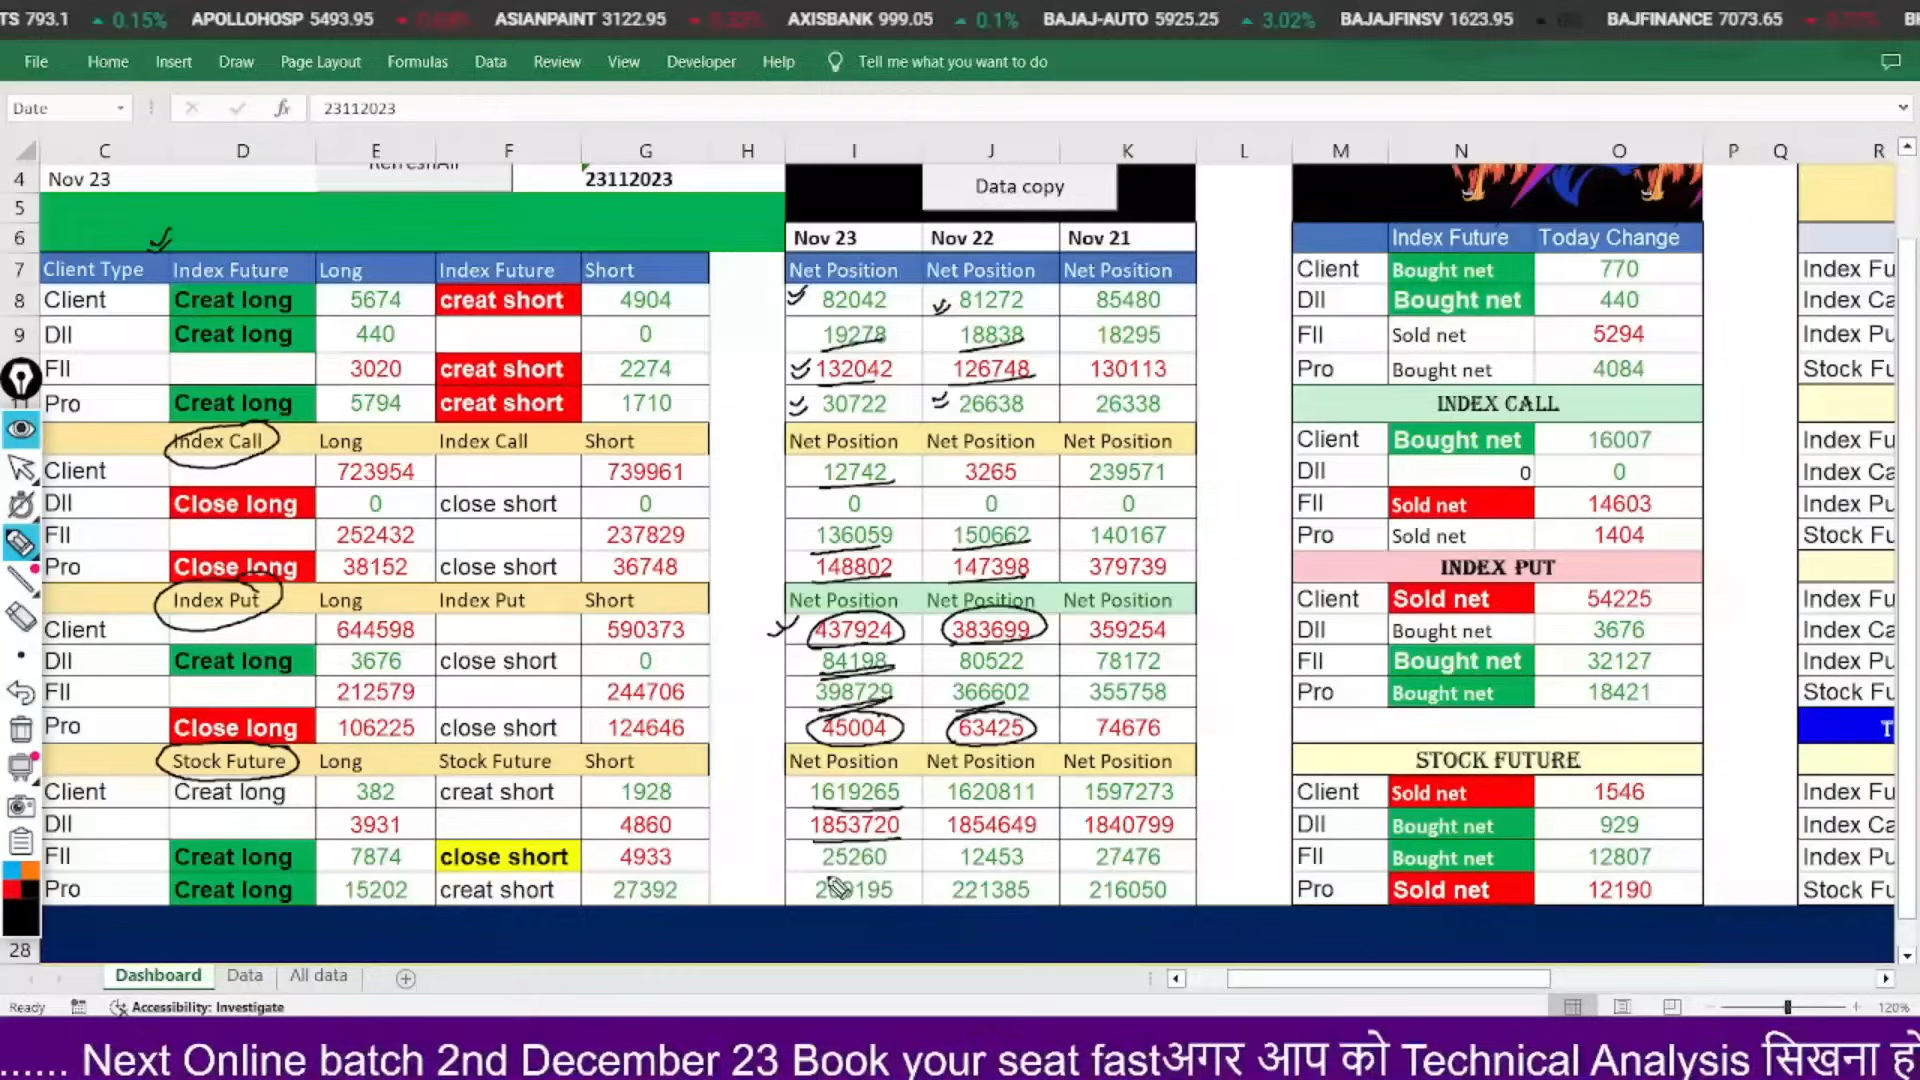 TS 793.1 0.15% APOLLOHOSP 5493.95 ASIANPAINT 3122.95 AXISBANK 999.05 0.1% BAJAJ-AUTO 5925.25 3.02% BAJAJFINSV 1623.95 BAJFINANCE 7073.65
File Home Insert Draw Page Layout Formulas Data Review View Developer Help Tell me what you want to do
Date fx 23112023
C D E F G H I J K L M N O P Q R
4 Nov 23 23112023 Data copy
5
6 Nov 23 Nov 22 Nov 21 Index Future Today Change
7 Client Type Index Future Long Index Future Short Net Position Net Position Net Position Client Bought net 770 Index Fu
8 Client Creat long 5674 creat short 4904 82042 81272 85480 DII Bought net 440 Index Ca
9 DII Creat long 440 0 19278 18838 18295 FII Sold net 5294 Index Pu
FII 3020 creat short 2274 132042 126748 130113 Pro Bought net 4084 Stock Fu
Pro Creat long 5794 creat short 1710 30722 26638 26338 INDEX CALL
Index Call Long Index Call Short Net Position Net Position Net Position Client Bought net 16007 Index Fu
Client 723954 739961 12742 3265 239571 DII 0 0 Index Ca
DII Close long 0 close short 0 0 0 0 FII Sold net 14603 Index Pu
FII 252432 237829 136059 150662 140167 Pro Sold net 1404 Stock Fu
Pro Close long 38152 close short 36748 148802 147398 379739 INDEX PUT
Index Put Long Index Put Short Net Position Net Position Net Position Client Sold net 54225 Index Fu
Client 644598 590373 437924 383699 359254 DII Bought net 3676 Index Ca
DII Creat long 3676 close short 0 84198 80522 78172 FII Bought net 32127 Index Pu
FII 212579 244706 398729 366602 355758 Pro Bought net 18421 Stock Fu
Pro Close long 106225 close short 124646 45004 63425 74676 T
Stock Future Long Stock Future Short Net Position Net Position Net Position STOCK FUTURE
Client Creat long 382 creat short 1928 1619265 1620811 1597273 Client Sold net 1546 Index Fu
DII 3931 4860 1853720 1854649 1840799 DII Bought net 929 Index Ca
FII Creat long 7874 close short 4933 25260 12453 27476 FII Bought net 12807 Index Pu
Pro Creat long 15202 creat short 27392 221385 216050 Pro Sold net 12190 Stock Fu
28
Dashboard Data All data
Ready Accessibility: Investigate 120%
...... Next Online batch 2nd December 23 Book your seat fastअगर आप को Technical Analysis सिखना हो